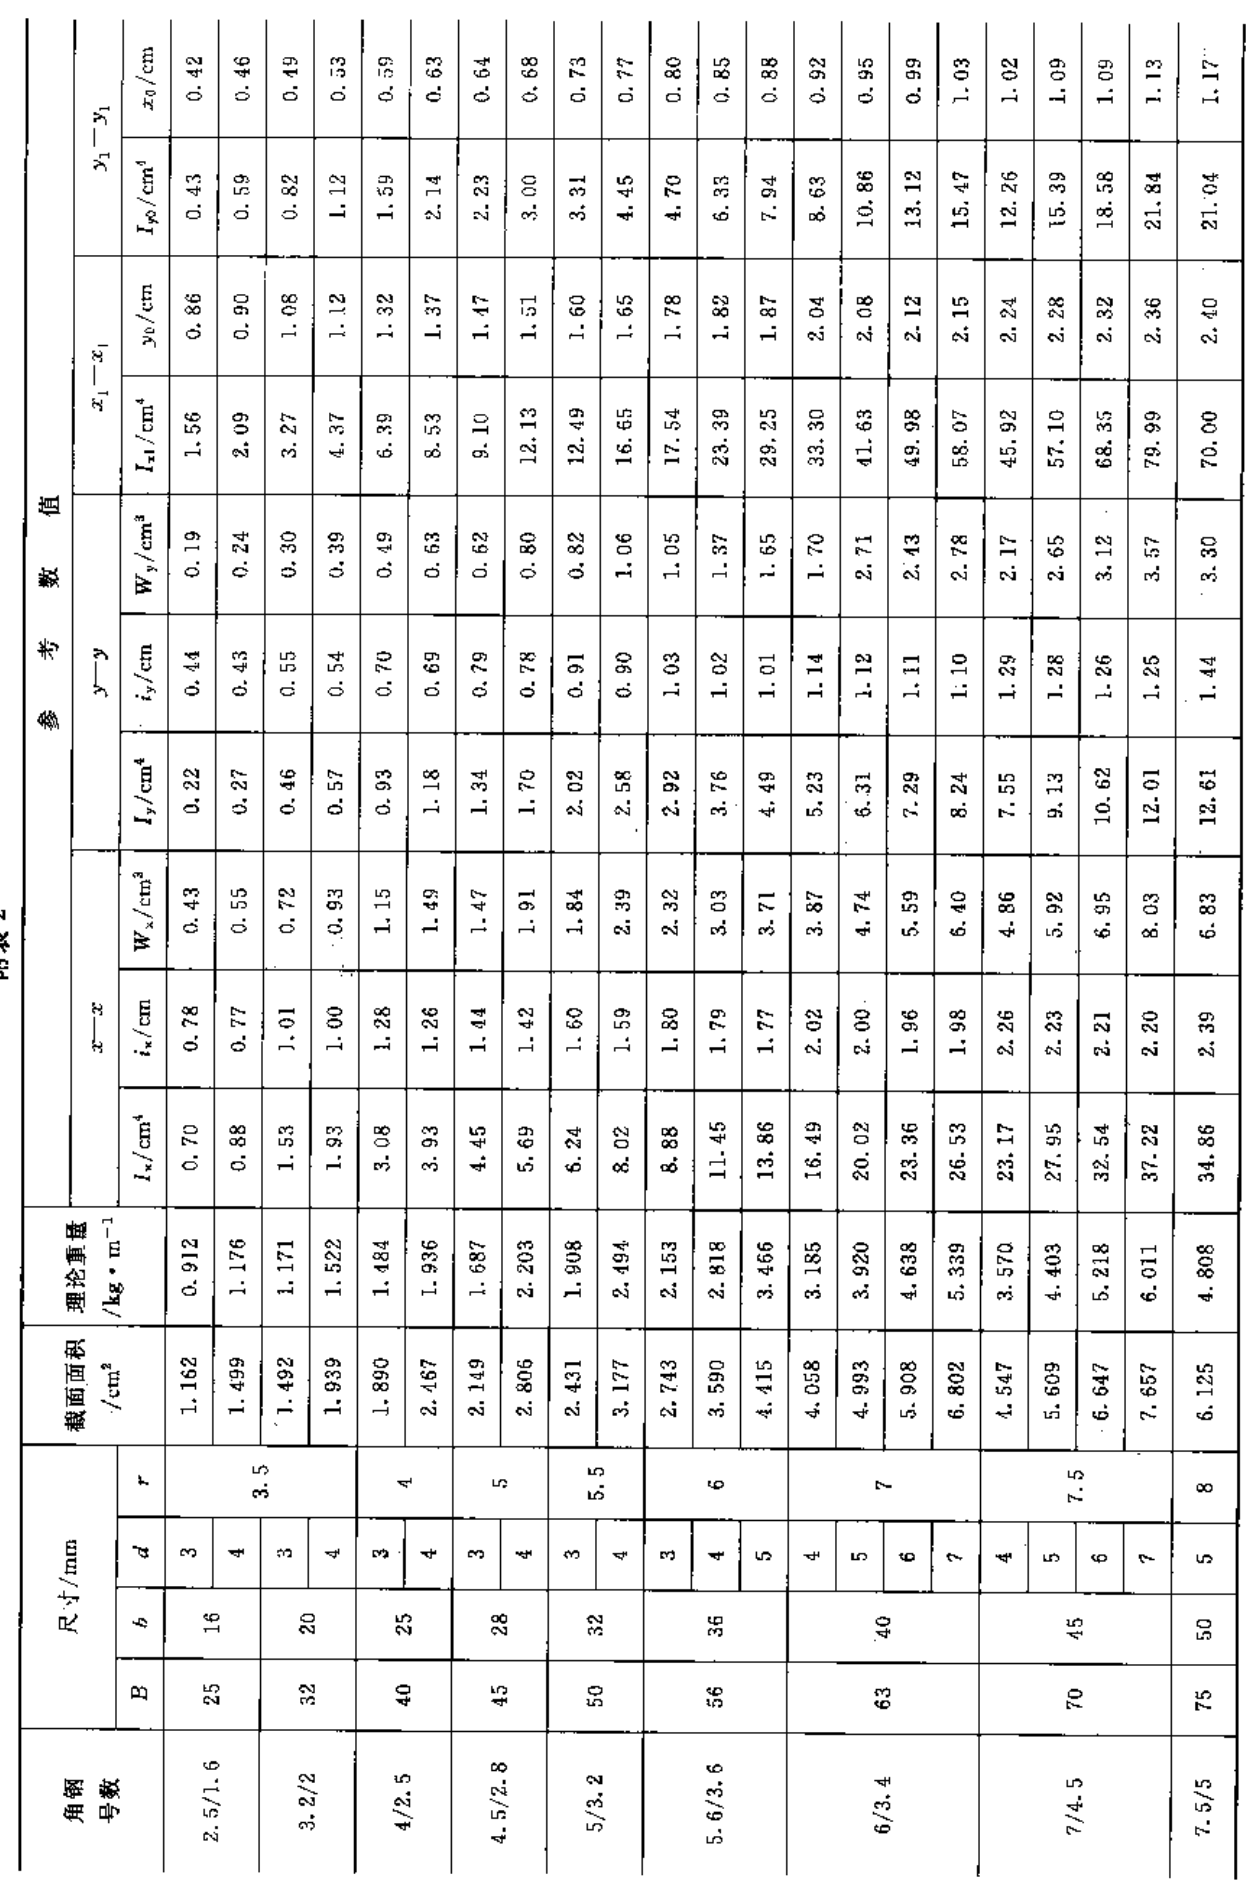 附表 2
角钢号数 尺寸/mm 截面面积/cm² 理论重量/kg·m⁻¹ 参考数值
x—x y—y x₁—x₁ y₁—y₁
B b d r Iₓ/cm⁴ iₓ/cm Wₓ/cm³ I_y/cm⁴ i_y/cm W_y/cm³ Iₓ₁/cm⁴ y₀/cm I_y0/cm⁴ x₀/cm
2.5/1.6 25 16 3 3.5 1.162 0.912 0.70 0.78 0.43 0.22 0.44 0.19 1.56 0.86 0.43 0.42
4 1.499 1.176 0.88 0.77 0.55 0.27 0.43 0.24 2.09 0.90 0.59 0.46
3.2/2 32 20 3 1.492 1.171 1.53 1.01 0.72 0.46 0.55 0.30 3.27 1.08 0.82 0.49
4 1.939 1.522 1.93 1.00 0.93 0.57 0.54 0.39 4.37 1.12 1.12 0.53
4/2.5 40 25 3 4 1.890 1.484 3.08 1.28 1.15 0.93 0.70 0.49 6.39 1.32 1.59 0.59
4 2.467 1.936 3.93 1.26 1.49 1.18 0.69 0.63 8.53 1.37 2.14 0.63
4.5/2.8 45 28 3 5 2.149 1.687 4.45 1.44 1.47 1.34 0.79 0.62 9.10 1.47 2.23 0.64
4 2.806 2.203 5.69 1.42 1.91 1.70 0.78 0.80 12.13 1.51 3.00 0.68
5/3.2 50 32 3 5.5 2.431 1.908 6.24 1.60 1.84 2.02 0.91 0.82 12.49 1.60 3.31 0.73
4 3.177 2.494 8.02 1.59 2.39 2.58 0.90 1.06 16.65 1.65 4.45 0.77
5.6/3.6 56 36 3 6 2.743 2.153 8.88 1.80 2.32 2.92 1.03 1.05 17.54 1.78 4.70 0.80
4 3.590 2.818 11.45 1.79 3.03 3.76 1.02 1.37 23.39 1.82 6.33 0.85
5 4.415 3.466 13.86 1.77 3.71 4.49 1.01 1.65 29.25 1.87 7.94 0.88
6/3.4 63 40 4 7 4.058 3.185 16.49 2.02 3.87 5.23 1.14 1.70 33.30 2.04 8.63 0.92
5 4.993 3.920 20.02 2.00 4.74 6.31 1.12 2.71 41.63 2.08 10.86 0.95
6 5.908 4.638 23.36 1.96 5.59 7.29 1.11 2.43 49.98 2.12 13.12 0.99
7 6.802 5.339 26.53 1.98 6.40 8.24 1.10 2.78 58.07 2.15 15.47 1.03
7/4.5 70 45 4 7.5 4.547 3.570 23.17 2.26 4.86 7.55 1.29 2.17 45.92 2.24 12.26 1.02
5 5.609 4.403 27.95 2.23 5.92 9.13 1.28 2.65 57.10 2.28 15.39 1.09
6 6.647 5.218 32.54 2.21 6.95 10.62 1.26 3.12 68.35 2.32 18.58 1.09
7 7.657 6.011 37.22 2.20 8.03 12.01 1.25 3.57 79.99 2.36 21.84 1.13
7.5/5 75 50 5 8 6.125 4.808 34.86 2.39 6.83 12.61 1.44 3.30 70.00 2.40 21.04 1.17